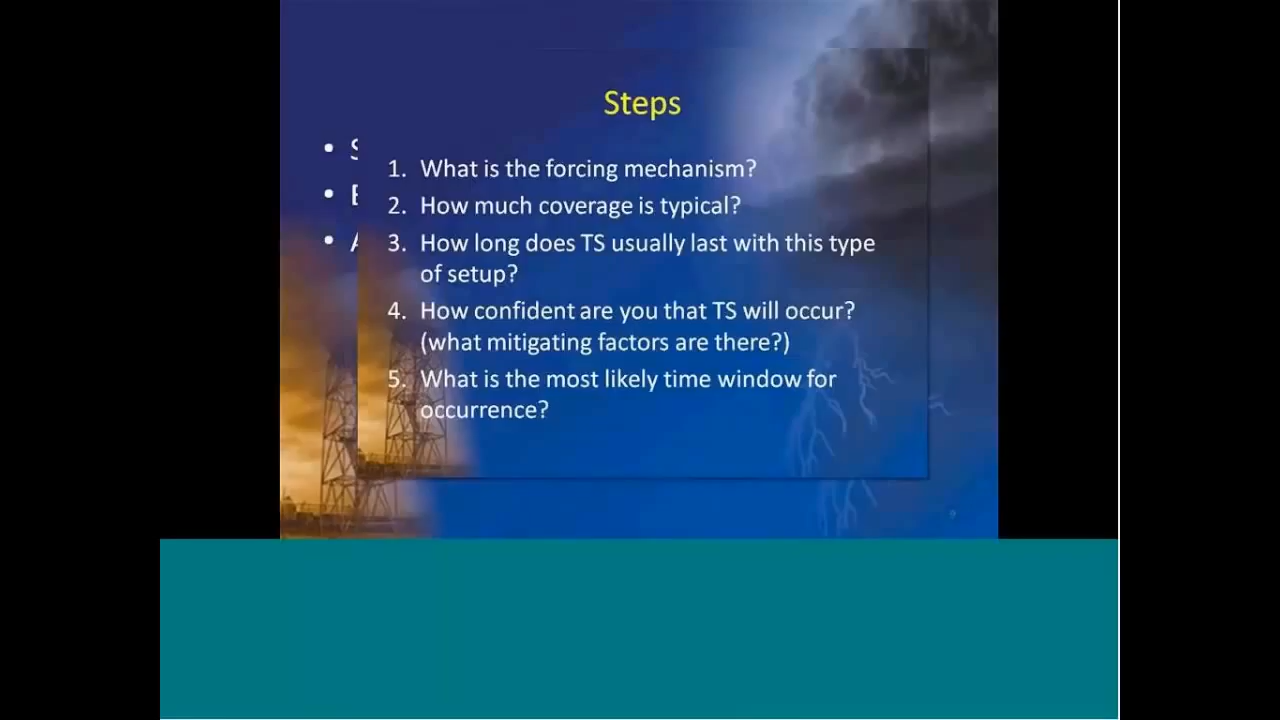 Steps
1. What is the forcing mechanism?
2. How much coverage is typical?
3. How long does TS usually last with this type
of setup?
4. How confident are you that TS will occur?
(what mitigating factors are there?)
5. What is the most likely time window for
occurrence?
9